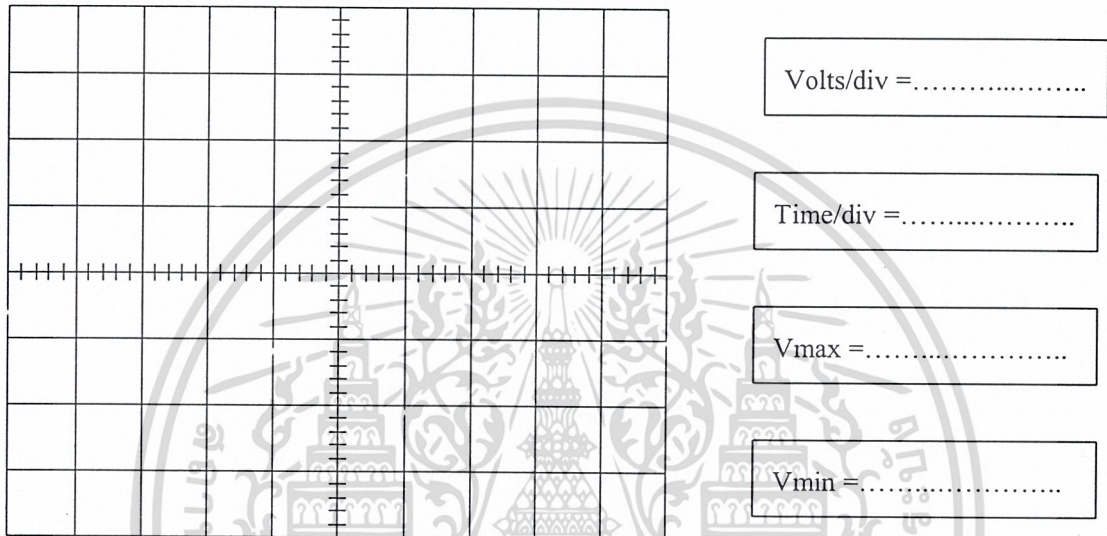 Volts/div =………....……..
Time/div =……...………..
Vmax =……...…………..
Vmin =……...…………..